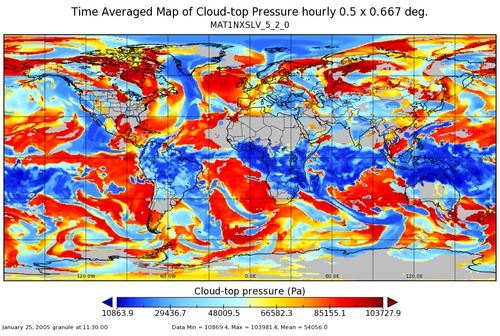 Time Averaged Map of Cloud-top Pressure hourly 0.5 x 0.667 deg.
MAT1NXSLV_5_2_0
120.0W 60.0W 0.0E 60.0E 120.0E
Cloud-top pressure (Pa)
10863.9 29436.7 48009.5 66582.3 85155.1 103727.9
January 25, 2005 granule at 11:30:00 Data Min = 10869.4, Max = 103981.4, Mean = 54056.0